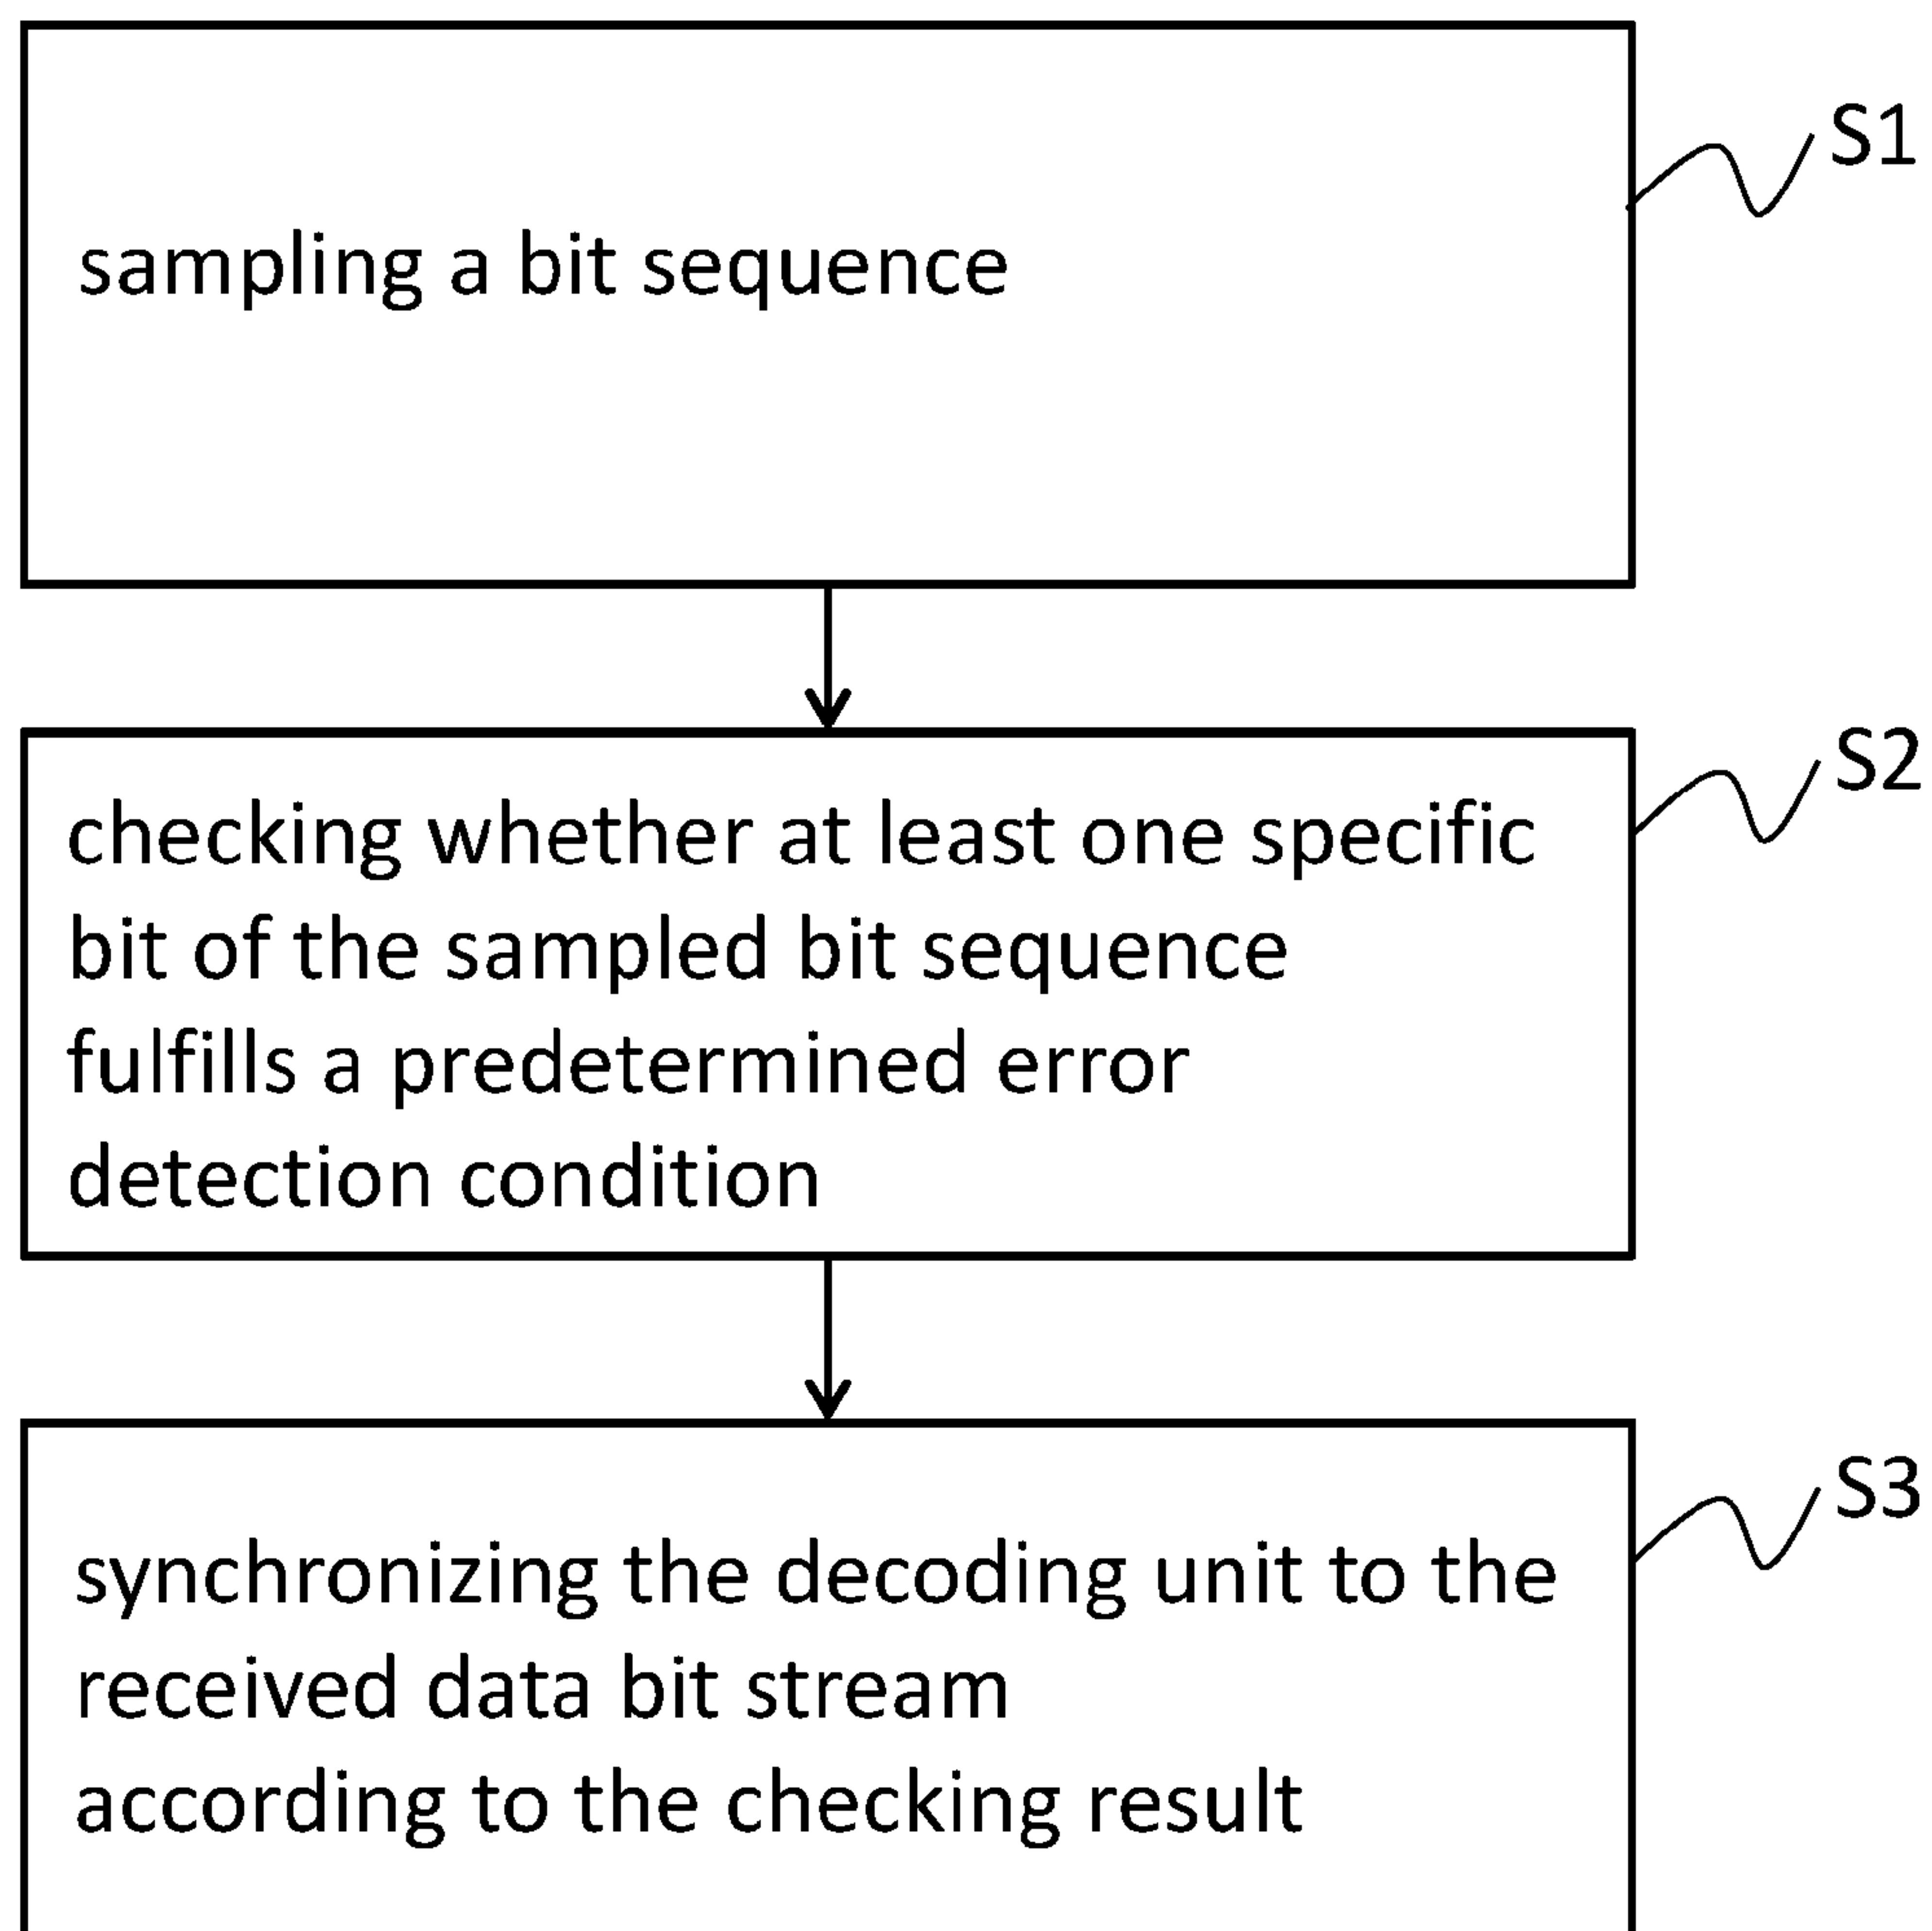 S1
sampling a bit sequence
S2
checking whether at least one specific
bit of the sampled bit sequence
fulfills a predetermined error
detection condition
S3
synchronizing the decoding unit to the
received data bit stream
according to the checking result